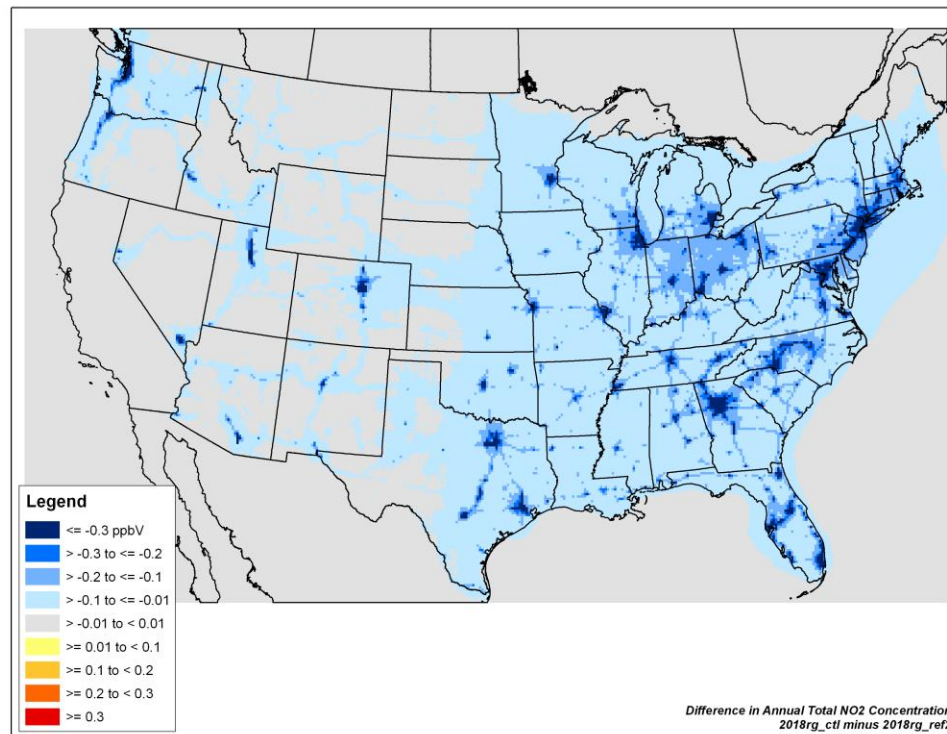 Legend
<= -0.3 ppbV
> -0.3 to <= -0.2
> -0.2 to <= -0.1
> -0.1 to <= -0.01
> -0.01 to < 0.01
>= 0.01 to < 0.1
>= 0.1 to < 0.2
>= 0.2 to < 0.3
>= 0.3
Difference in Annual Total NO2 Concentration
2018rg_ctl minus 2018rg_ref2